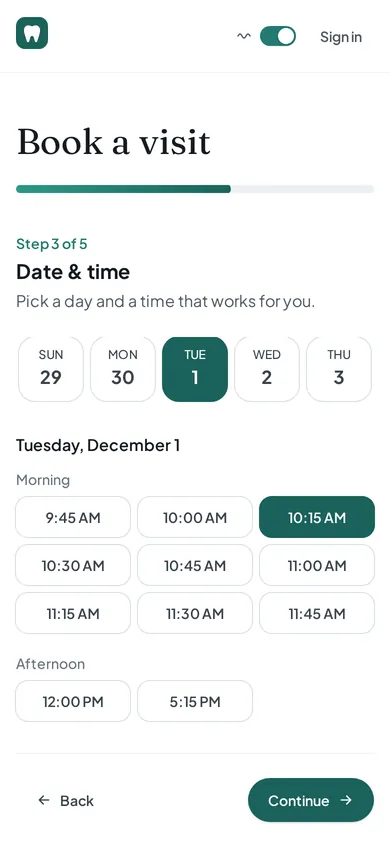 Sign in
Book a visit
Step 3 of 5
Date & time
Pick a day and a time that works for you.
SUN MON TUE WED THU
29 30 1 2 3
Tuesday, December 1
Morning
9:45 AM 10:00 AM 10:15 AM
10:30 AM 10:45 AM 11:00 AM
11:15 AM 11:30 AM 11:45 AM
Afternoon
12:00 PM 5:15 PM
Back Continue